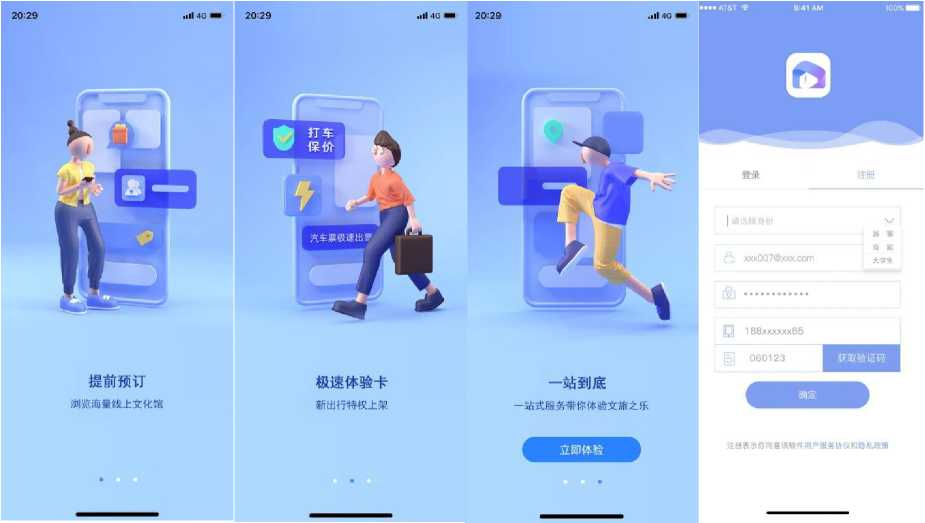 20:29
4G
打车
保价
汽车票极速出票
提前预订
浏览海量线上文化馆
20:29
4G
极速体验卡
新出行特权上架
20:29
4G
一站到底
一站式服务带你体验文旅之乐
立即体验
AT&T
9:41 AM
100%
登录
注册
请选择身份
大学生
xxx007@xxx.com
188xxxxxx65
060123
获取验证码
确定
注册表示您同意该软件用户服务协议和隐私政策